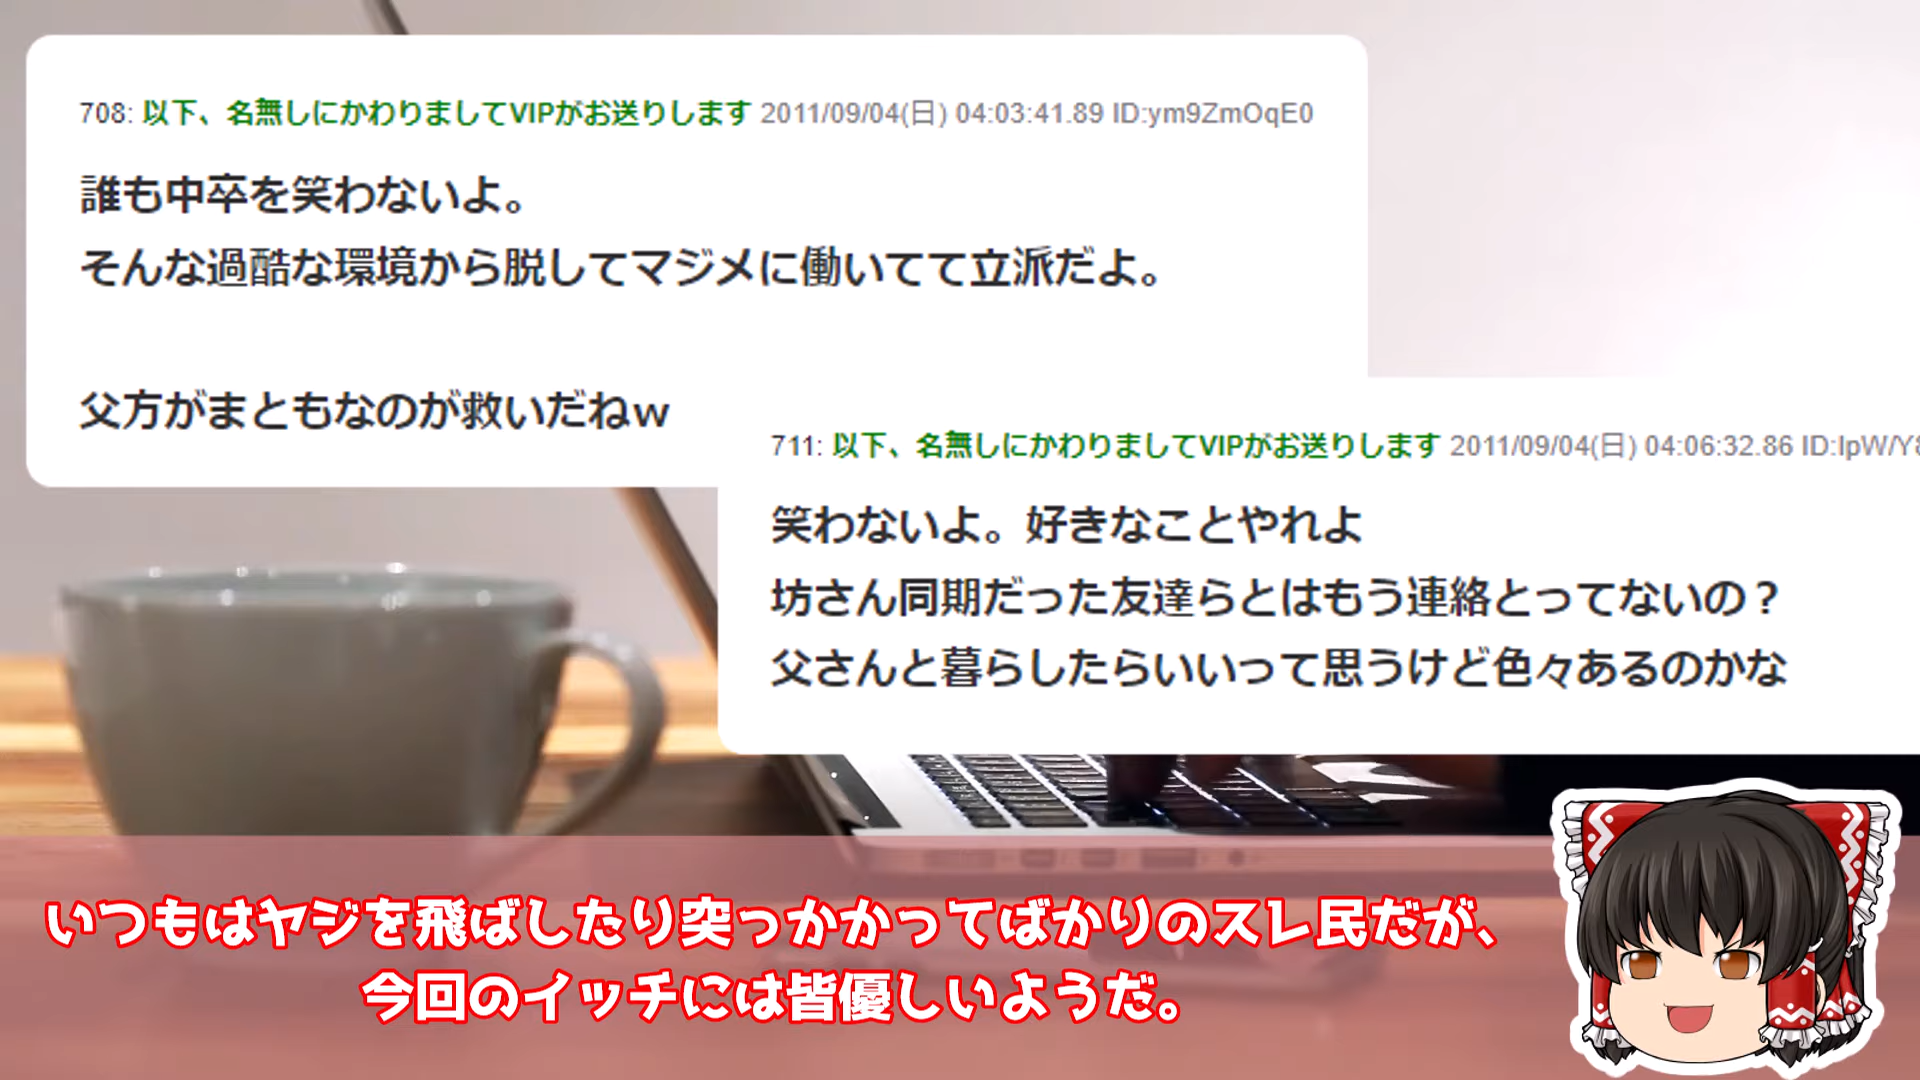 708: 以下、名無しにかわりましてVIPがお送りします 2011/09/04(日) 04:03:41.89 ID:ym9ZmOqE0
誰も中卒を笑わないよ。
そんな過酷な環境から脱してマジメに働いてて立派だよ。
父方がまともなのが救いだねw
711: 以下、名無しにかわりましてVIPがお送りします 2011/09/04(日) 04:06:32.86
笑わないよ。好きなことやれよ
坊さん同期だった友達らとはもう連絡とってないの？
父さんと暮らしたらいいって思うけど色々あるのかな
いつもはヤジを飛ばしたり突っかかってばかりのスレ民だが、
今回のイッチには皆優しいようだ。